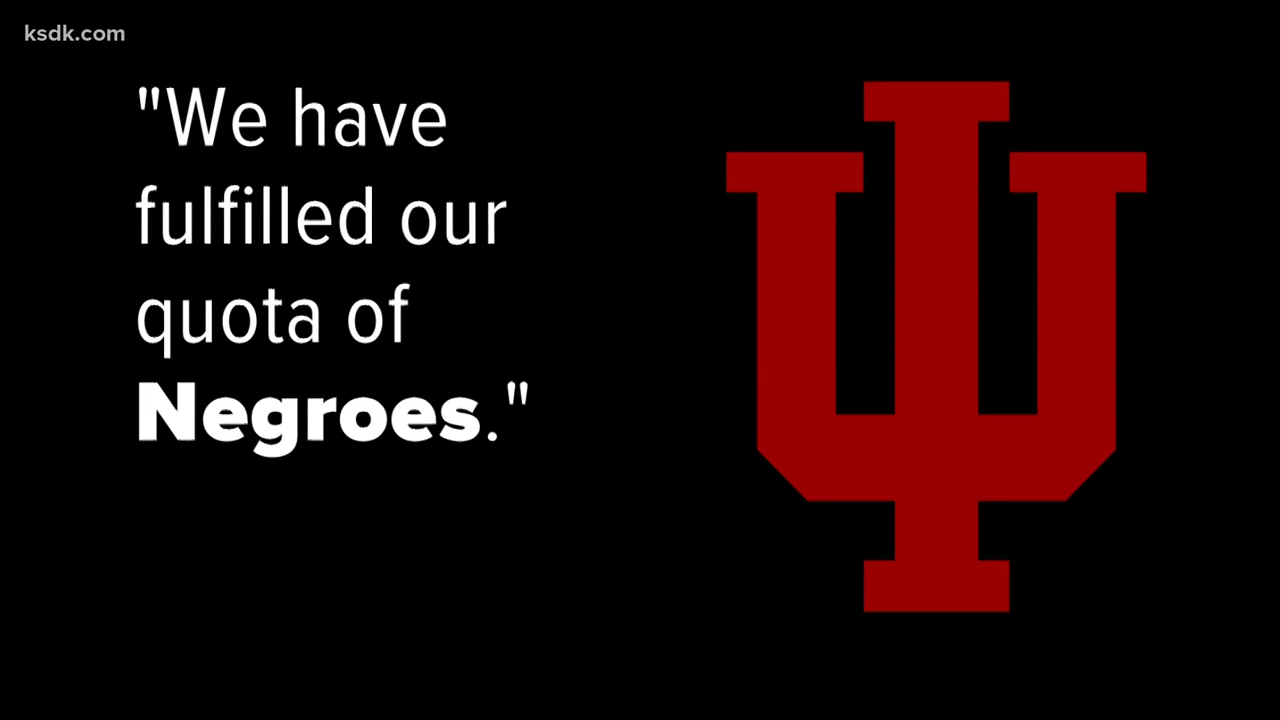 ksdk.com
"We have
fulfilled our
quota of
Negroes."